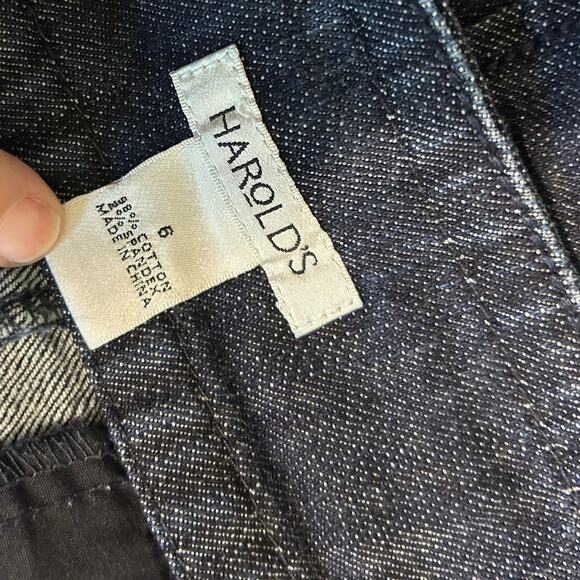 HAROLD'S
6
98% COTTON
2% SPANDEX
MADE IN CHINA